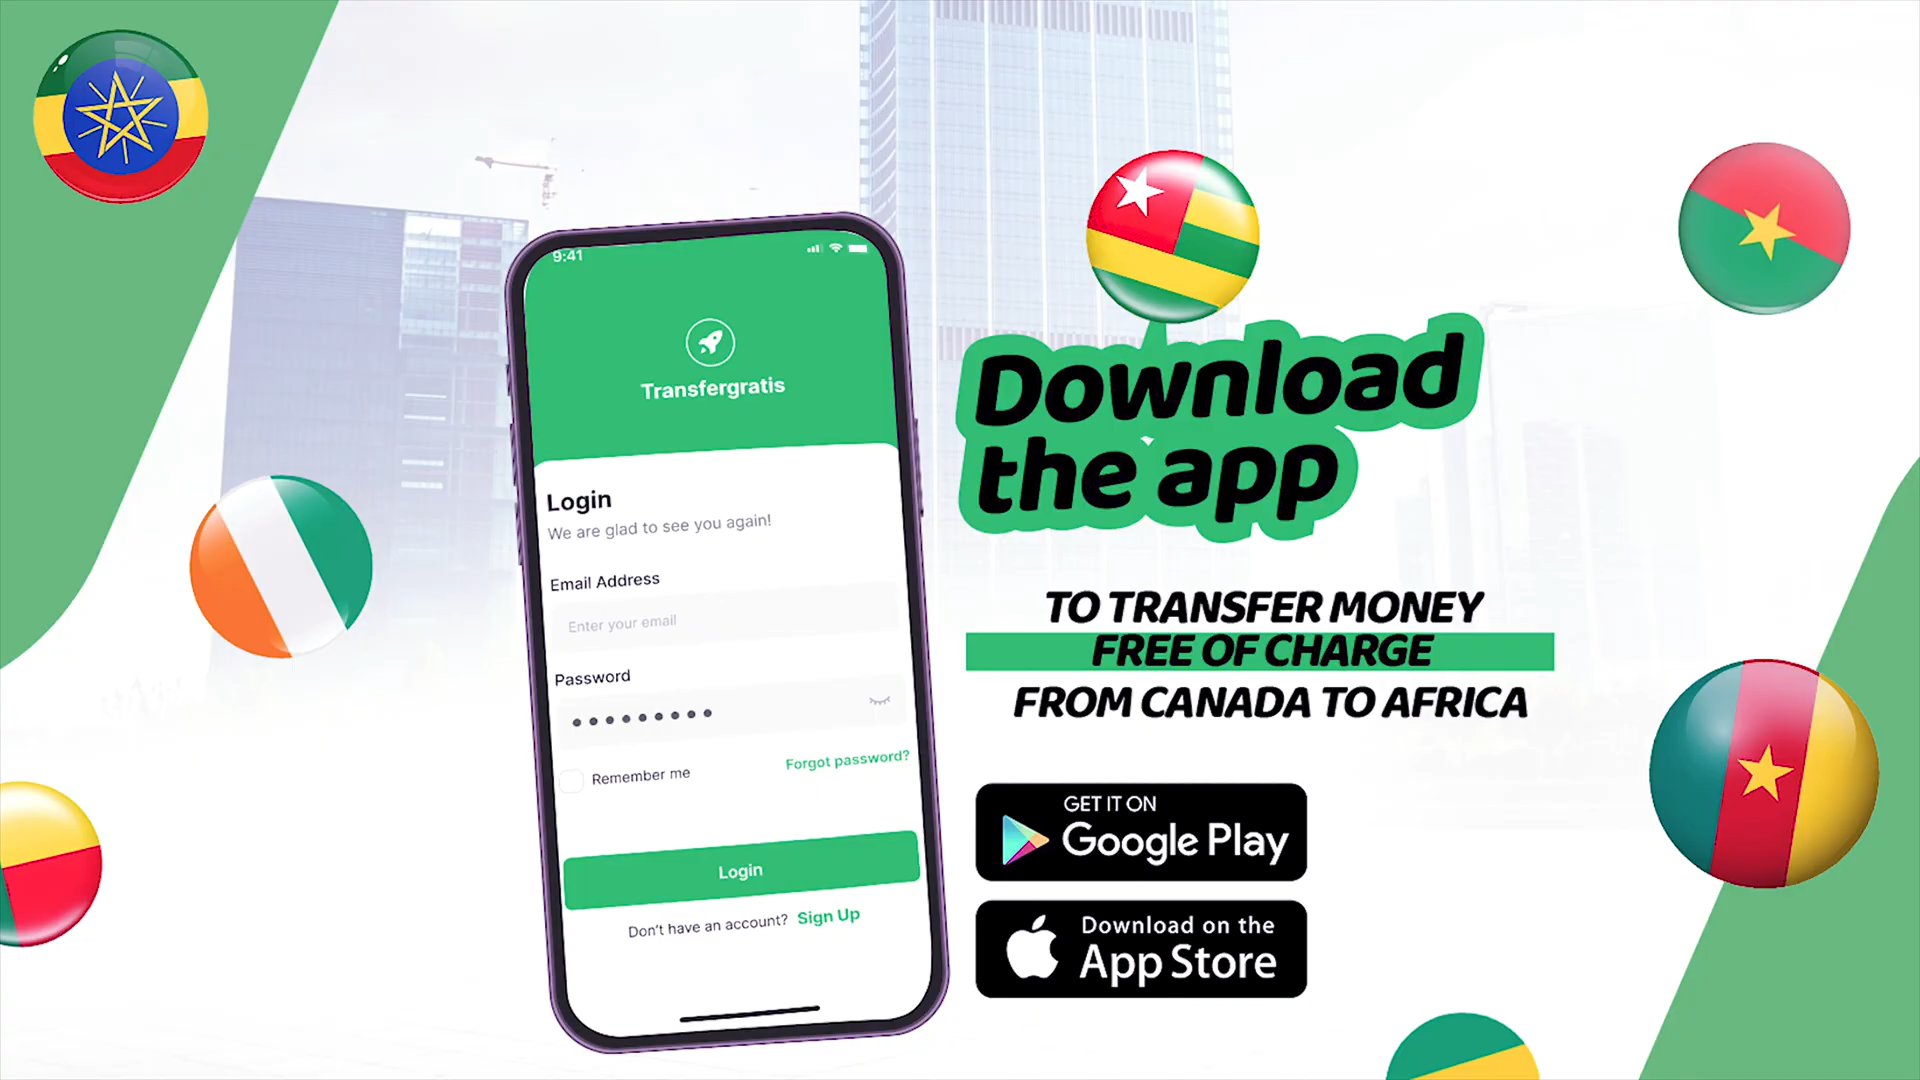 9:41
Transfergratis
Login
We are glad to see you again!
Email Address
Enter your email
Password
Remember me
Forgot password?
Login
Don't have an account? Sign Up
Download
the app
TO TRANSFER MONEY
FREE OF CHARGE
FROM CANADA TO AFRICA
GET IT ON
Google Play
Download on the
App Store